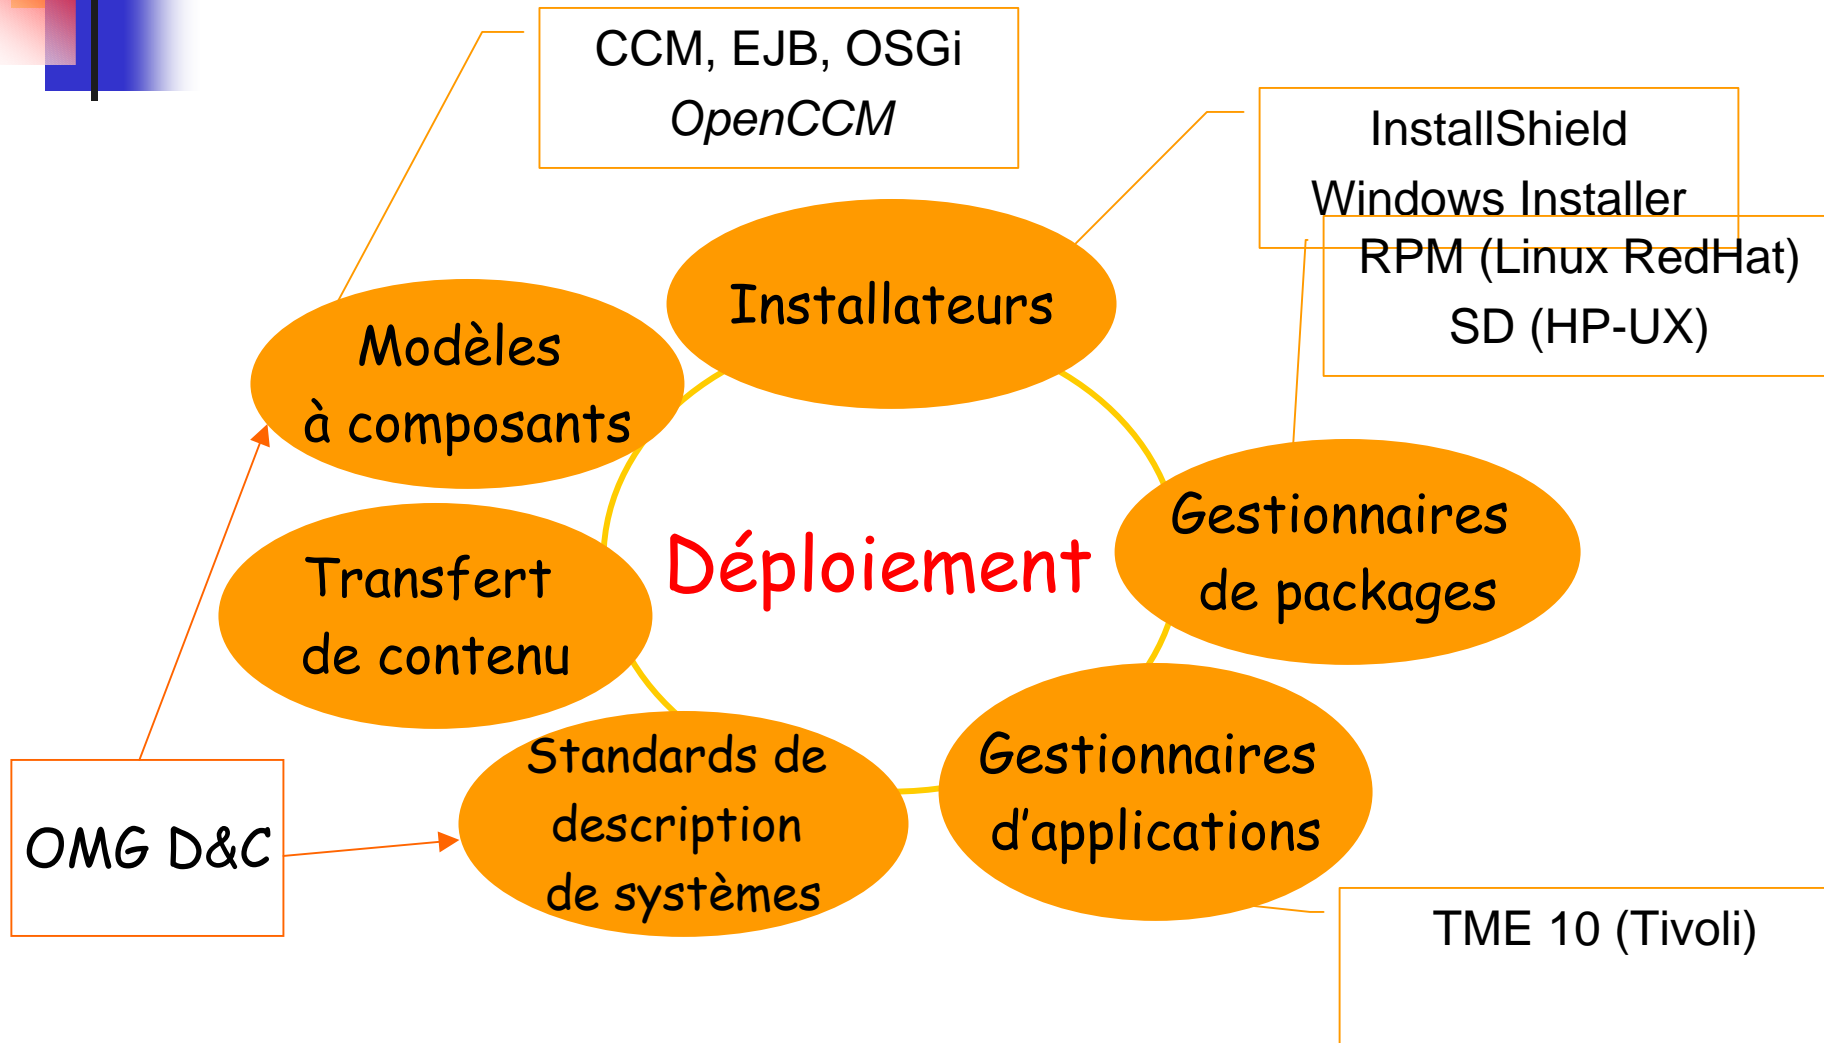 CCM, EJB, OSGi
OpenCCM
InstallShield
Windows Installer
RPM (Linux RedHat)
SD (HP-UX)
Installateurs
Modèles
à composants
Gestionnaires
de packages
Déploiement
Transfert
de contenu
Standards de
description
de systèmes
Gestionnaires
d'applications
OMG D&C
TME 10 (Tivoli)